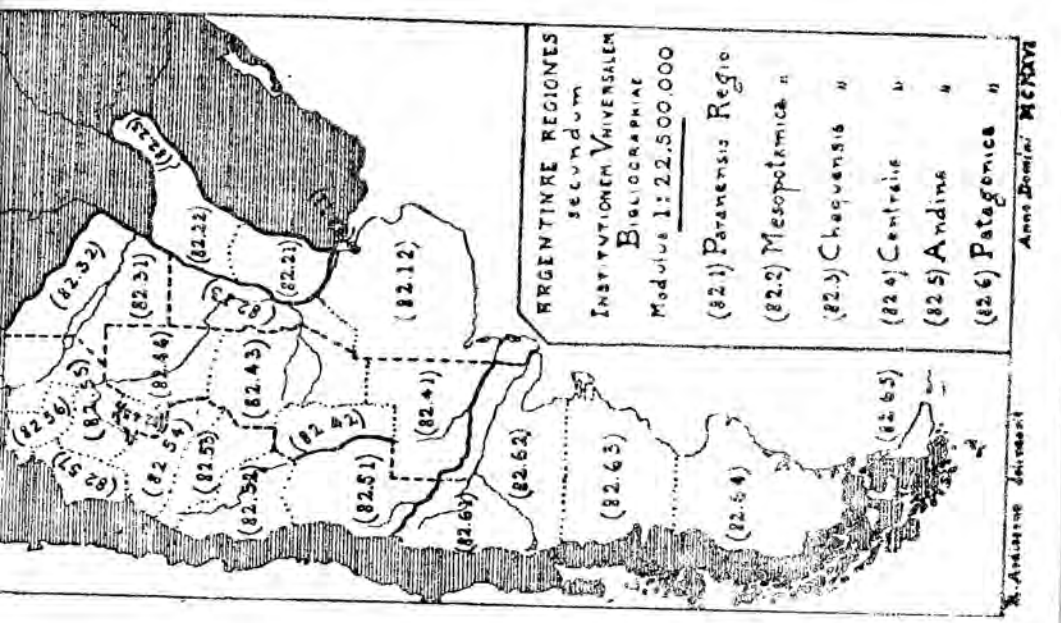 ARGENTINAE REGIONES
secundum
INSTITUTIONEM VNIVERSALEM
BIBLIOGRAPHIAE
Modulus 1: 22.500.000
(82.1) Paranensis Regio
(82.2) Mesopotamica "
(82.3) Chaquensis "
(82.4) Centralis "
(82.5) Andina "
(82.6) Patagonica "
Anno Domini MCMXVI
(82.23)
(82.22)
(82.21)
(82.32)
(82.31)
(82.12)
(82.56)
(82.55)
(82.57)
(82.54)
(82.53)
(82.52)
(82.43)
(82.42)
(82.41)
(82.51)
(82.62)
(82.63)
(82.64)
(82.65)